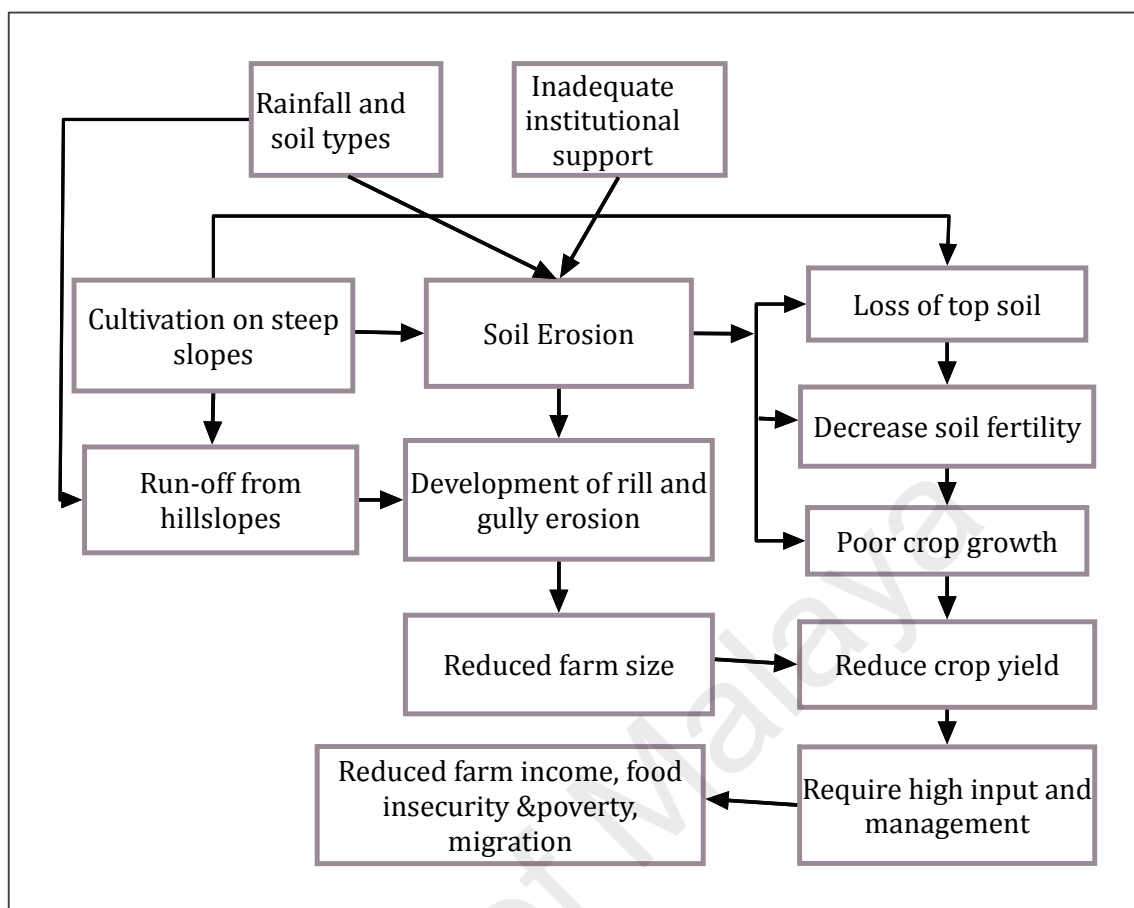 Rainfall and
soil types
Inadequate
institutional
support
Cultivation on steep
slopes
Soil Erosion
Loss of top soil
Decrease soil fertility
Run-off from
hillslopes
Development of rill and
gully erosion
Poor crop growth
Reduced farm size
Reduce crop yield
Reduced farm income, food
insecurity &poverty,
migration
Require high input and
management
of Malaya